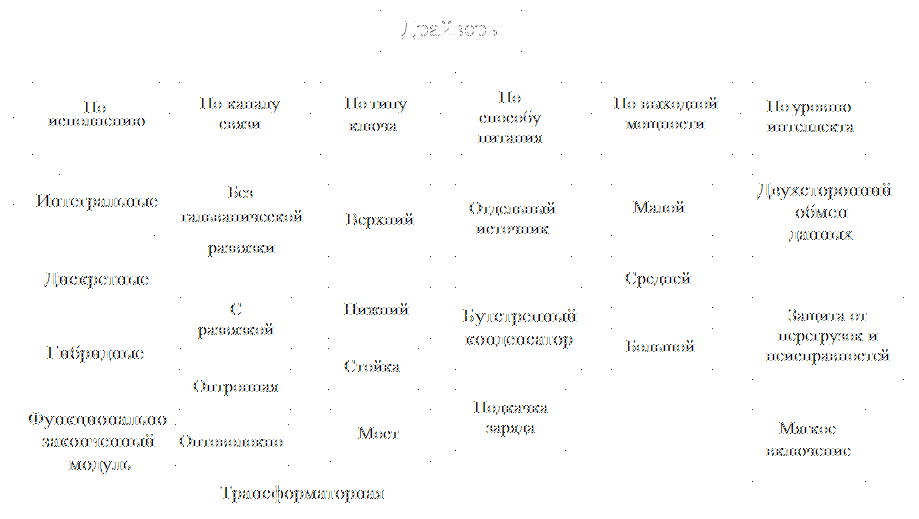 Драйверы
По
исполнению
Интегральные
Дискретные
Гибридные
Функционально
законченный
модуль
По каналу
связи
Без
гальванической
развязки
С
развязкой
Оптронная
Оптоволокно
Трансформаторная
По типу
ключа
Верхний
Нижний
Стойка
Мост
По
способу
питания
Отдельный
источник
Бутстрепный
конденсатор
Подкачка
заряда
По выходной
мощности
Малой
Средней
Большой
По уровню
интеллекта
Двухсторонний
обмен
данных
Защита от
перегрузок и
неисправностей
Мягкое
включение